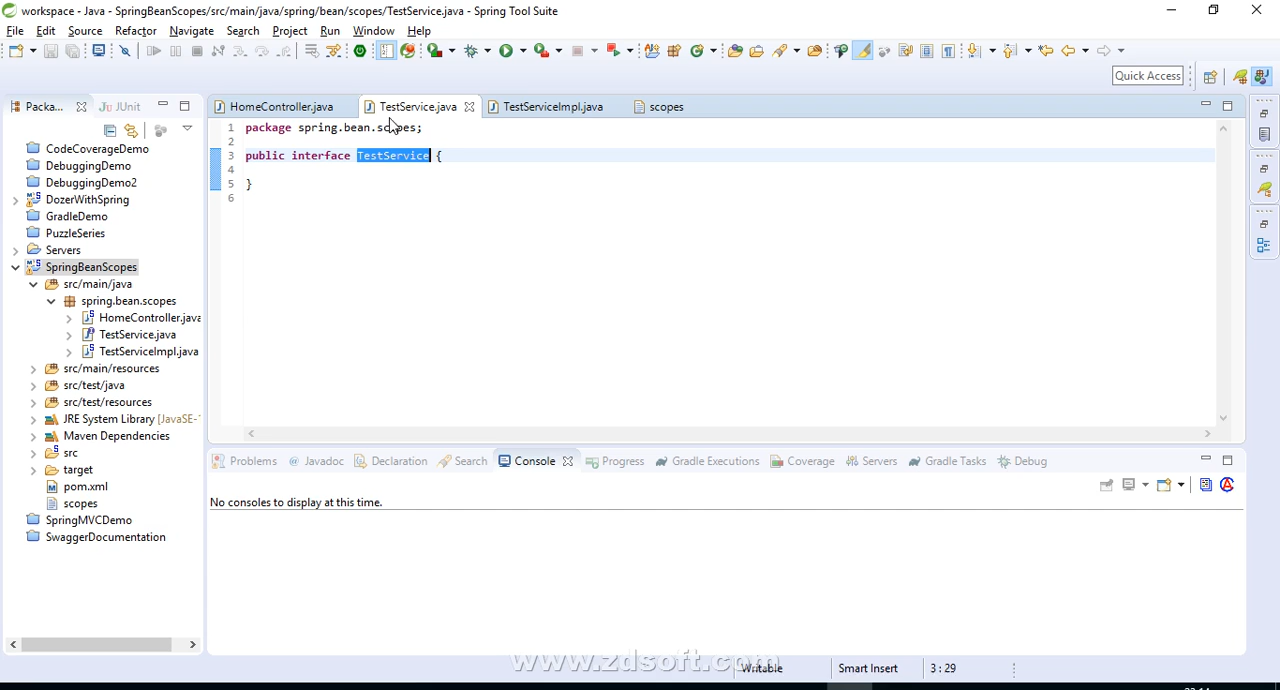 workspace - Java - SpringBeanScopes/src/main/java/spring/bean/scopes/TestService.java - Spring Tool Suite
File Edit Source Refactor Navigate Search Project Run Window Help
Quick Access
Packa... JUnit
HomeController.java TestService.java TestServiceImpl.java scopes
CodeCoverageDemo
DebuggingDemo
DebuggingDemo2
DozerWithSpring
GradleDemo
PuzzleSeries
Servers
SpringBeanScopes
src/main/java
spring.bean.scopes
HomeController.java
TestService.java
TestServiceImpl.java
src/main/resources
src/test/java
src/test/resources
JRE System Library [JavaSE-
Maven Dependencies
src
target
pom.xml
scopes
SpringMVCDemo
SwaggerDocumentation
1 package spring.bean.scopes;
2
3 public interface TestService {
4
5 }
6
Problems Javadoc Declaration Search Console Progress Gradle Executions Coverage Servers Gradle Tasks Debug
No consoles to display at this time.
www.zdsoft.com
Writable Smart Insert 3 : 29